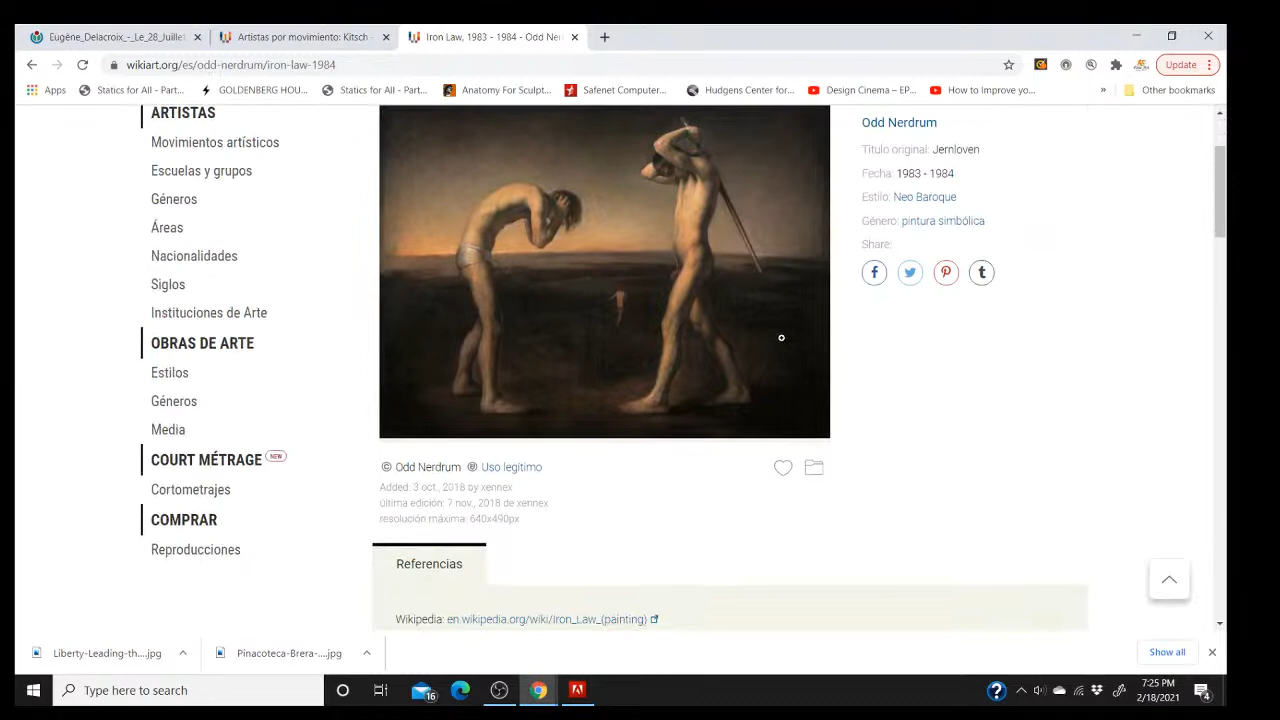 Eugène_Delacroix_-_Le_28_Juillet
Artistas por movimiento: Kitsch -
Iron Law, 1983 - 1984 - Odd Ner
wikiart.org/es/odd-nerdrum/iron-law-1984
Update
Apps
Statics for All - Part...
GOLDENBERG HOU...
Statics for All - Part...
Anatomy For Sculpt...
Safenet Computer...
Hudgens Center for...
Design Cinema – EP...
How to Improve yo...
»
Other bookmarks
ARTISTAS
Movimientos artísticos
Escuelas y grupos
Géneros
Áreas
Nacionalidades
Siglos
Instituciones de Arte
OBRAS DE ARTE
Estilos
Géneros
Media
COURT MÉTRAGE NEW
Cortometrajes
COMPRAR
Reproducciones
Odd Nerdrum
Título original: Jernloven
Fecha: 1983 - 1984
Estilo: Neo Baroque
Género: pintura simbólica
Share:
© Odd Nerdrum Uso legítimo
Added: 3 oct., 2018 by xennex
última edición: 7 nov., 2018 de xennex
resolución máxima: 640x490px
Referencias
Wikipedia: en.wikipedia.org/wiki/Iron_Law_(painting)
Liberty-Leading-th....jpg
Pinacoteca-Brera-....jpg
Show all
Type here to search
16
7:25 PM
2/18/2021
4